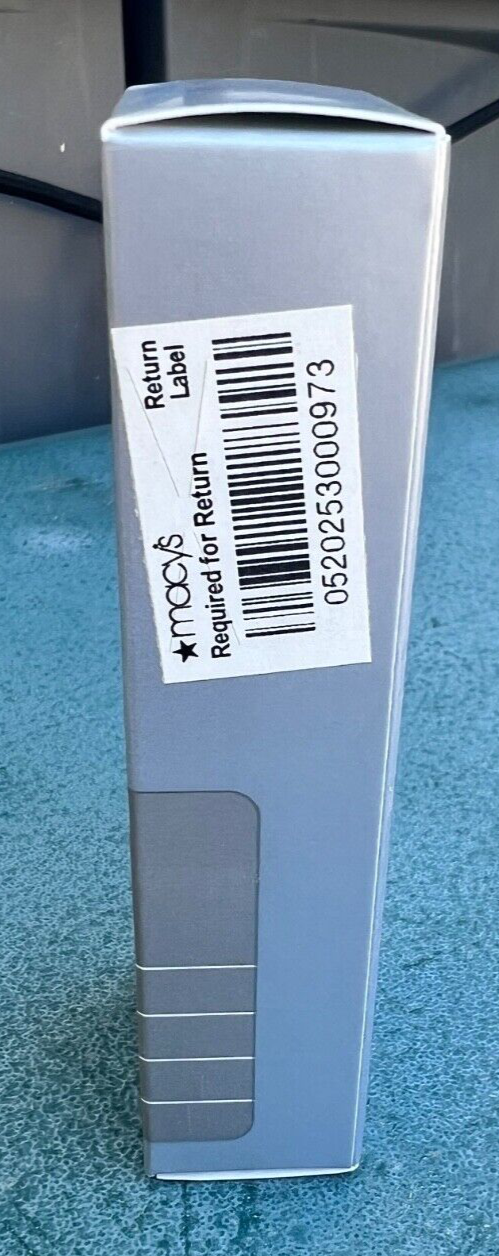 Return
Label
★macy's
Required for Return
0520253000973